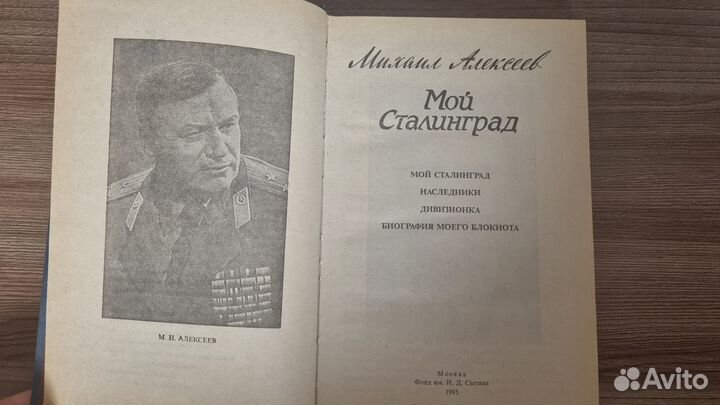 М. Н. АЛЕКСЕЕВ
Михаил Алексеев
Мой
Сталинград
МОЙ СТАЛИНГРАД
НАСЛЕДНИКИ
ДИВИЗИОНКА
БИОГРАФИЯ МОЕГО БЛОКНОТА
Москва
Фонд им. И. Д. Сытина
1995
Avito